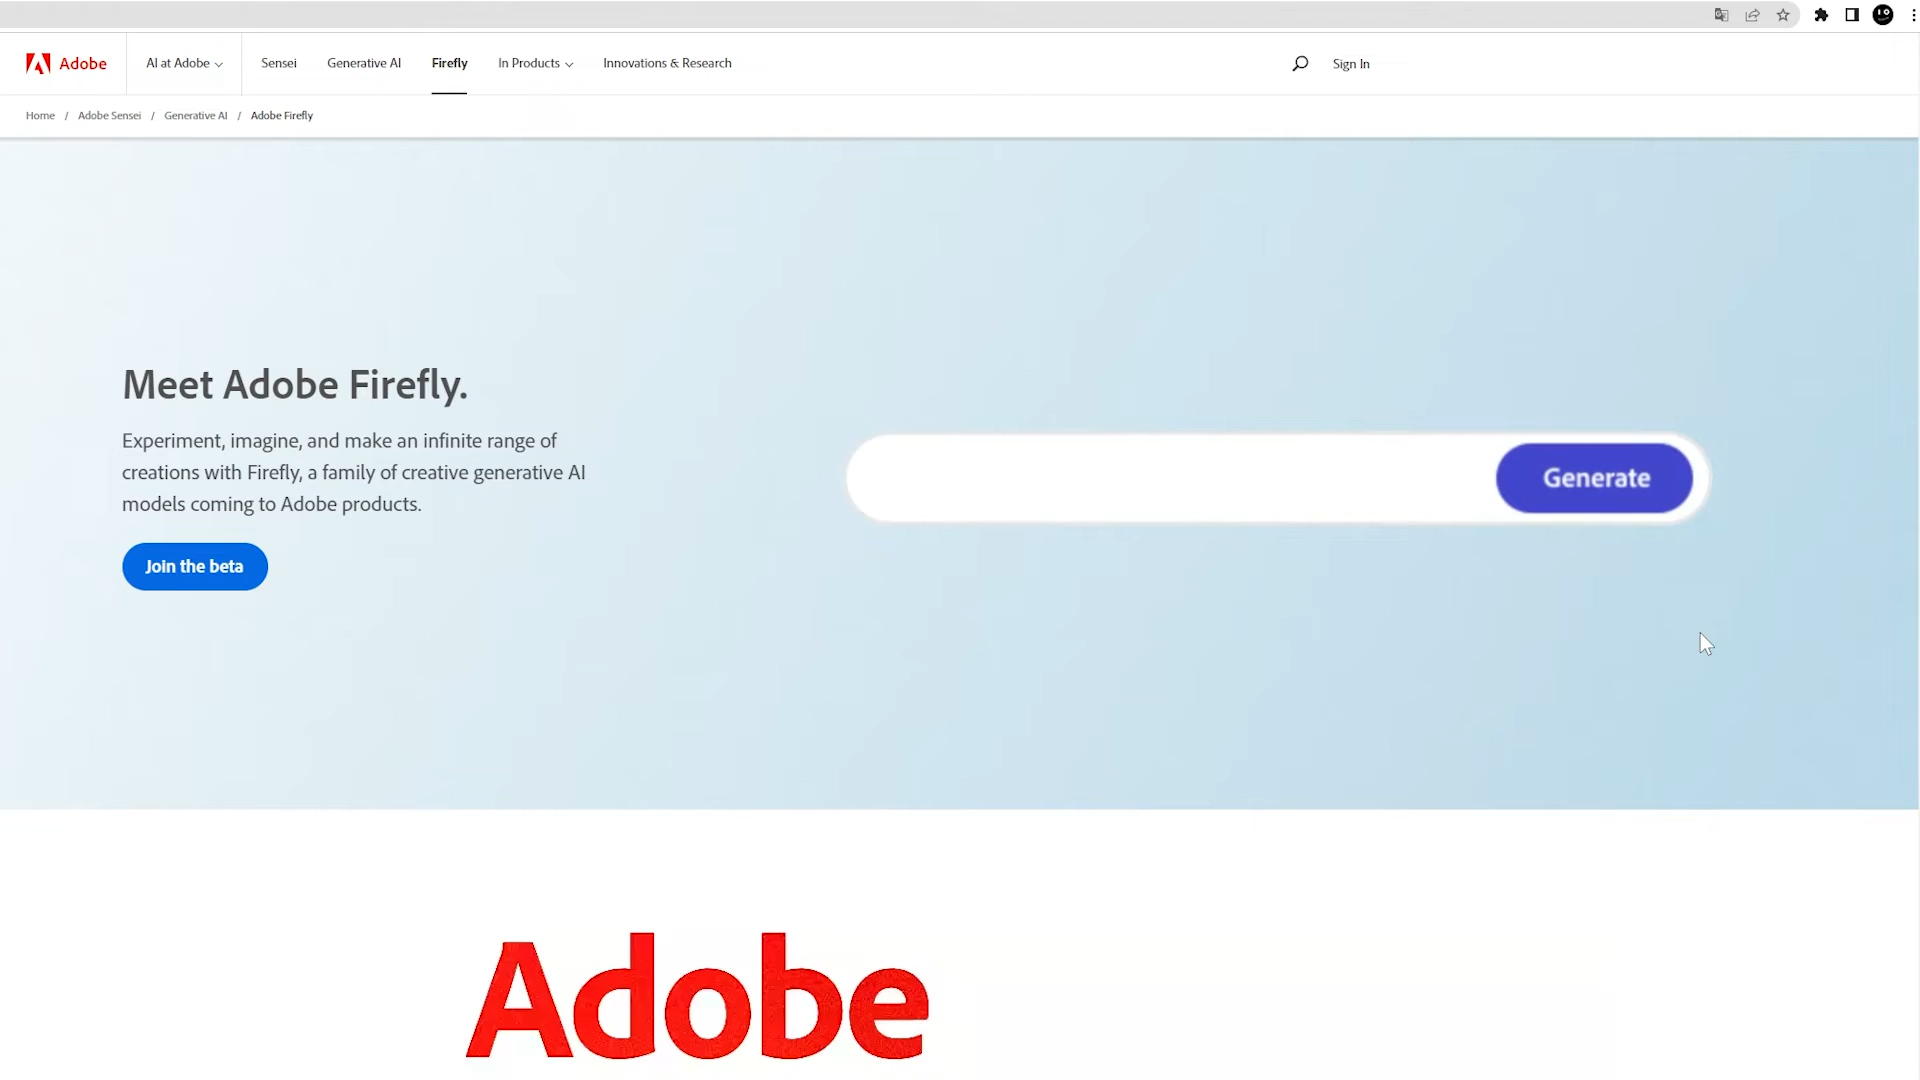 Adobe
AI at Adobe
Sensei
Generative AI
Firefly
In Products
Innovations & Research
Sign In
Home / Adobe Sensei / Generative AI / Adobe Firefly
Meet Adobe Firefly.
Experiment, imagine, and make an infinite range of
creations with Firefly, a family of creative generative AI
models coming to Adobe products.
Join the beta
Generate
Adobe